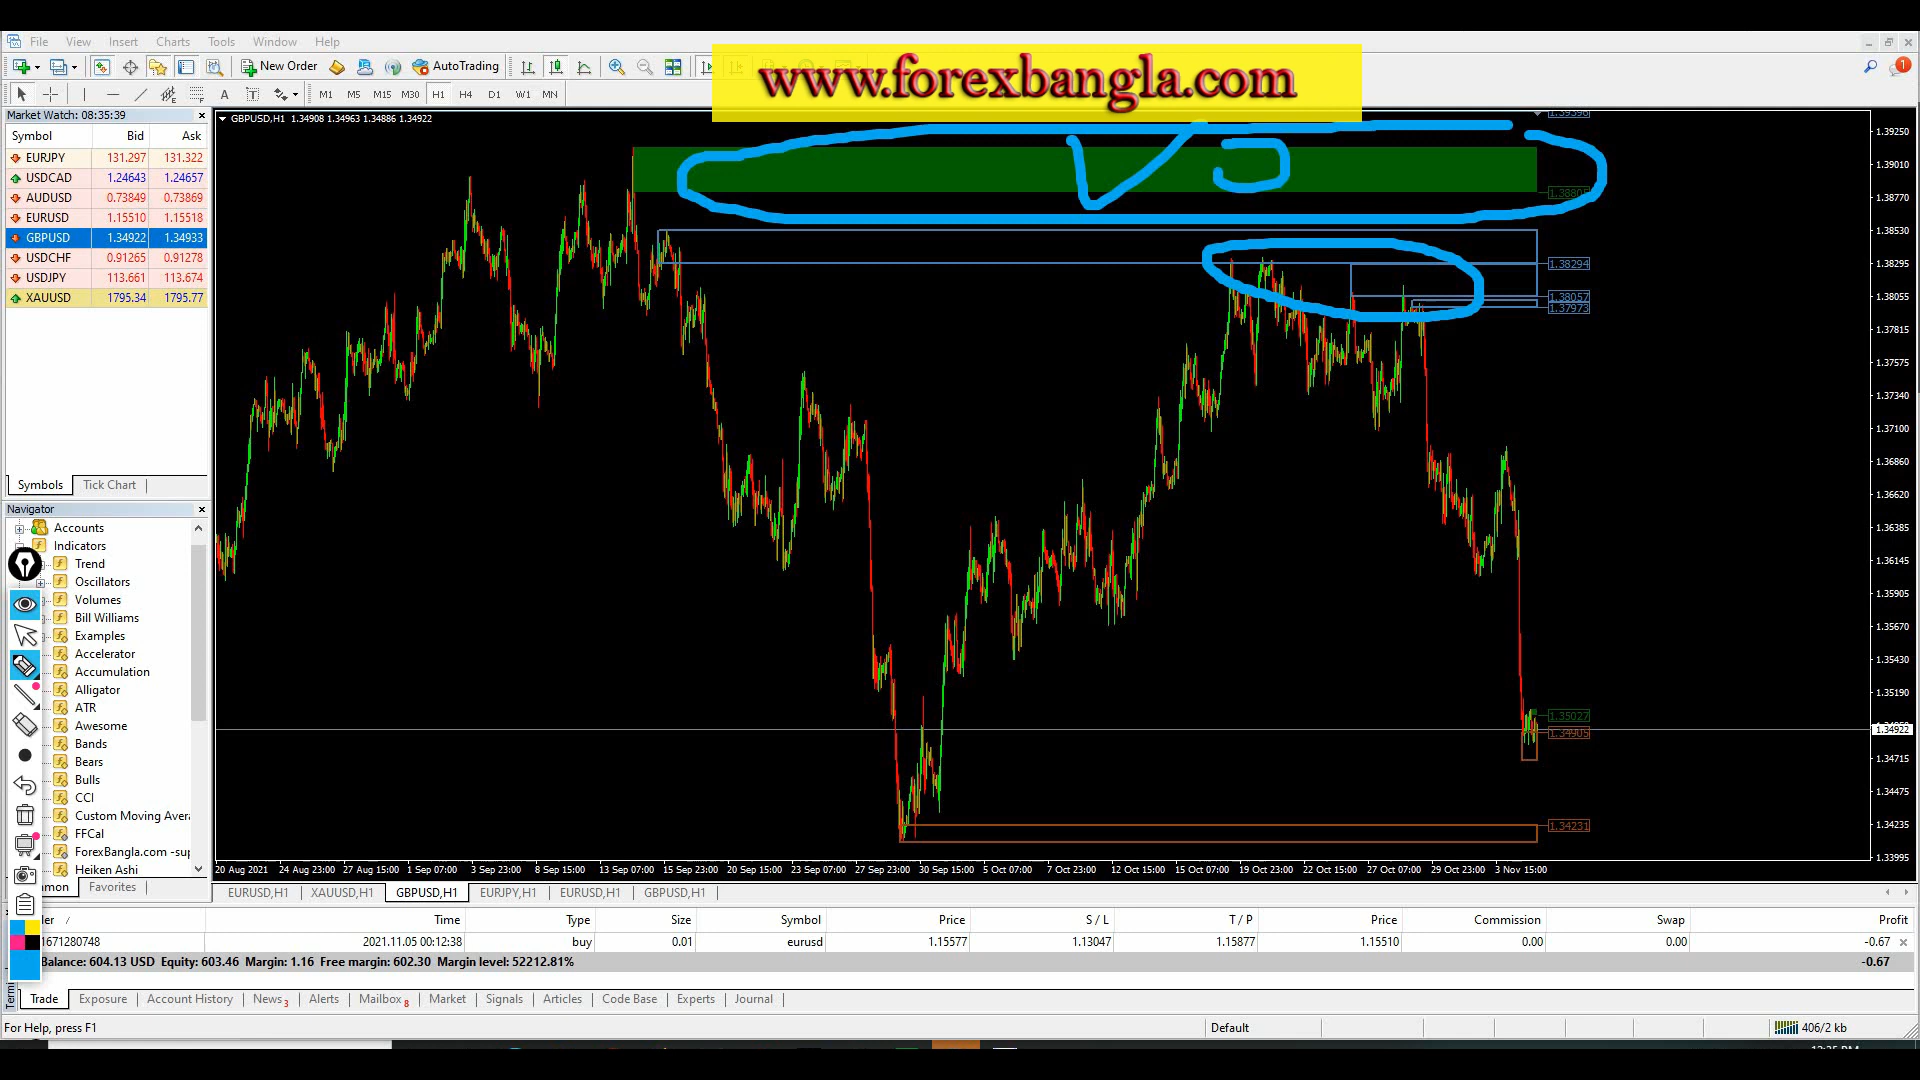 File View Insert Charts Tools Window Help
New Order AutoTrading
www.forexbangla.com
A T M1 M5 M15 M30 H1 H4 D1 W1 MN
Market Watch: 08:35:39
Symbol Bid Ask
EURJPY 131.297 131.322
USDCAD 1.24643 1.24657
AUDUSD 0.73849 0.73869
EURUSD 1.15510 1.15518
GBPUSD 1.34922 1.34933
USDCHF 0.91265 0.91278
USDJPY 113.661 113.674
XAUUSD 1795.34 1795.77
Symbols Tick Chart
Navigator
Accounts
Indicators
Trend
Oscillators
Volumes
Bill Williams
Examples
Accelerator
Accumulation
Alligator
ATR
Awesome
Bands
Bears
Bulls
CCI
Custom Moving Avera
FFCal
ForexBangla.com -sup
Heiken Ashi
mmon Favorites
GBPUSD,H1 1.34908 1.34963 1.34886 1.34922
1.38805
1.38294
1.38057
1.37973
1.35027
1.34905
1.34231
1.39250
1.39010
1.38770
1.38530
1.38295
1.38055
1.37815
1.37575
1.37340
1.37100
1.36860
1.36620
1.36385
1.36145
1.35905
1.35670
1.35430
1.35190
1.34922
1.34715
1.34475
1.34235
1.33995
20 Aug 2021 24 Aug 23:00 27 Aug 15:00 1 Sep 07:00 3 Sep 23:00 8 Sep 15:00 13 Sep 07:00 15 Sep 23:00 20 Sep 15:00 23 Sep 07:00 27 Sep 23:00 30 Sep 15:00 5 Oct 07:00 7 Oct 23:00 12 Oct 15:00 15 Oct 07:00 19 Oct 23:00 22 Oct 15:00 27 Oct 07:00 29 Oct 23:00 3 Nov 15:00
EURUSD,H1 XAUUSD,H1 GBPUSD,H1 EURJPY,H1 EURUSD,H1 GBPUSD,H1
der / Time Type Size Symbol Price S / L T / P Price Commission Swap Profit
1671280748 2021.11.05 00:12:38 buy 0.01 eurusd 1.15577 1.13047 1.15877 1.15510 0.00 0.00 -0.67
Balance: 604.13 USD Equity: 603.46 Margin: 1.16 Free margin: 602.30 Margin level: 52212.81% -0.67
Termi
Trade Exposure Account History News 3 Alerts Mailbox 8 Market Signals Articles Code Base Experts Journal
For Help, press F1 Default 406/2 kb